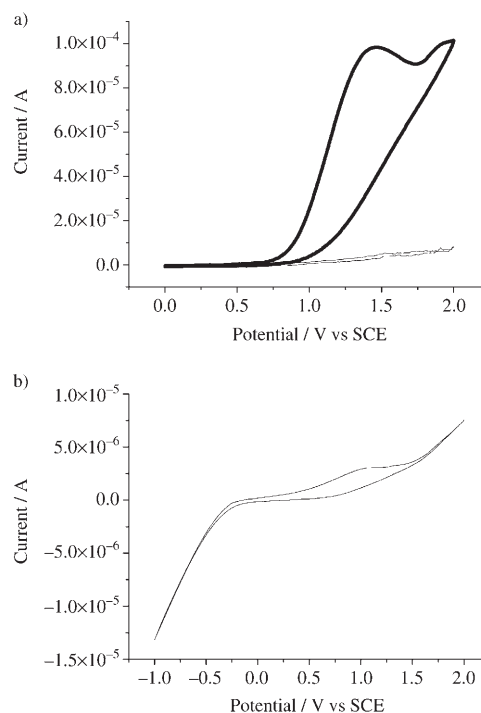 a)
1.0×10⁻⁴
8.0×10⁻⁵
6.0×10⁻⁵
4.0×10⁻⁵
2.0×10⁻⁵
0.0
Current / A
0.0 0.5 1.0 1.5 2.0
Potential / V vs SCE
b)
1.0×10⁻⁵
5.0×10⁻⁶
0.0
−5.0×10⁻⁶
−1.0×10⁻⁵
−1.5×10⁻⁵
Current / A
−1.0 −0.5 0.0 0.5 1.0 1.5 2.0
Potential / V vs SCE